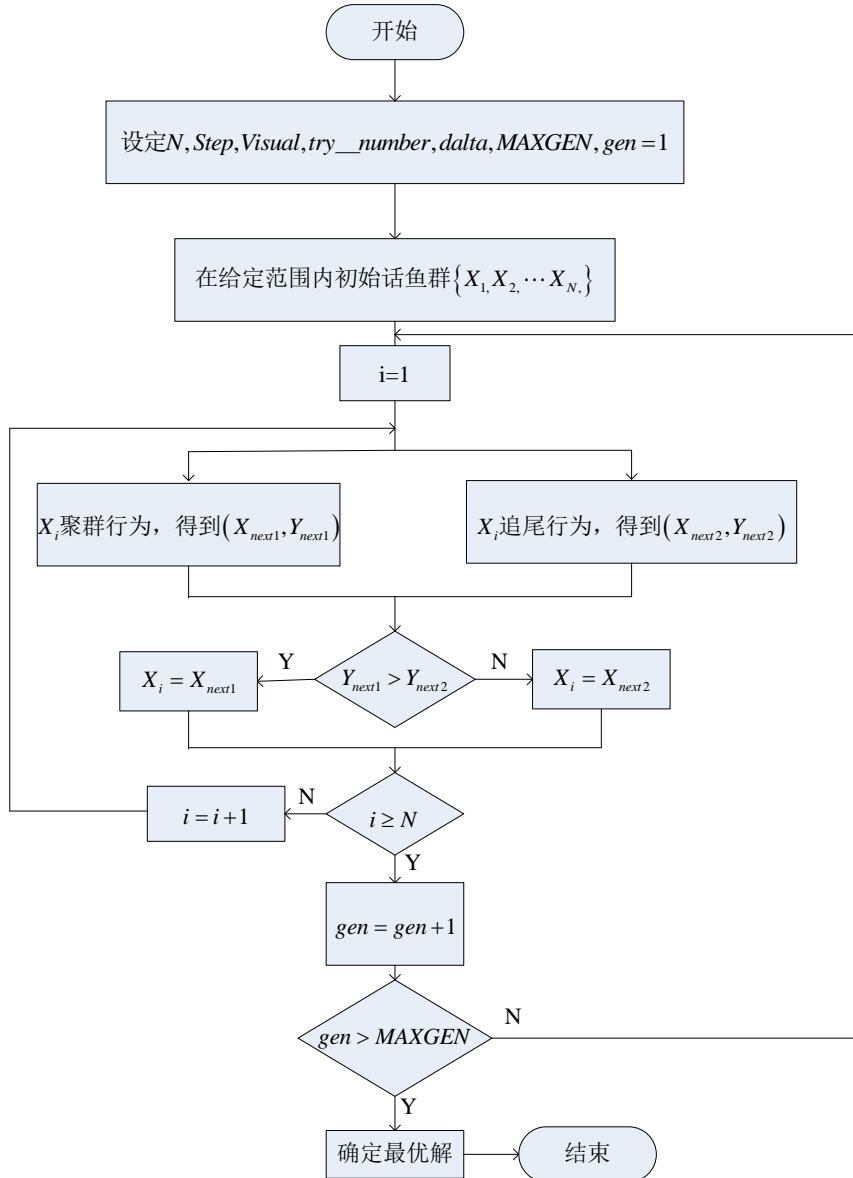 开始
设定N,Step,Visual,try__number,dalta,MAXGEN,gen=1
在给定范围内初始话鱼群{X1,X2,⋯XN,}
i=1
Xi聚群行为，得到(Xnext1,Ynext1)
Xi追尾行为，得到(Xnext2,Ynext2)
Y
N
Xi=Xnext1
Ynext1>Ynext2
Xi=Xnext2
N
i=i+1
i≥N
Y
gen=gen+1
N
gen>MAXGEN
Y
确定最优解
结束